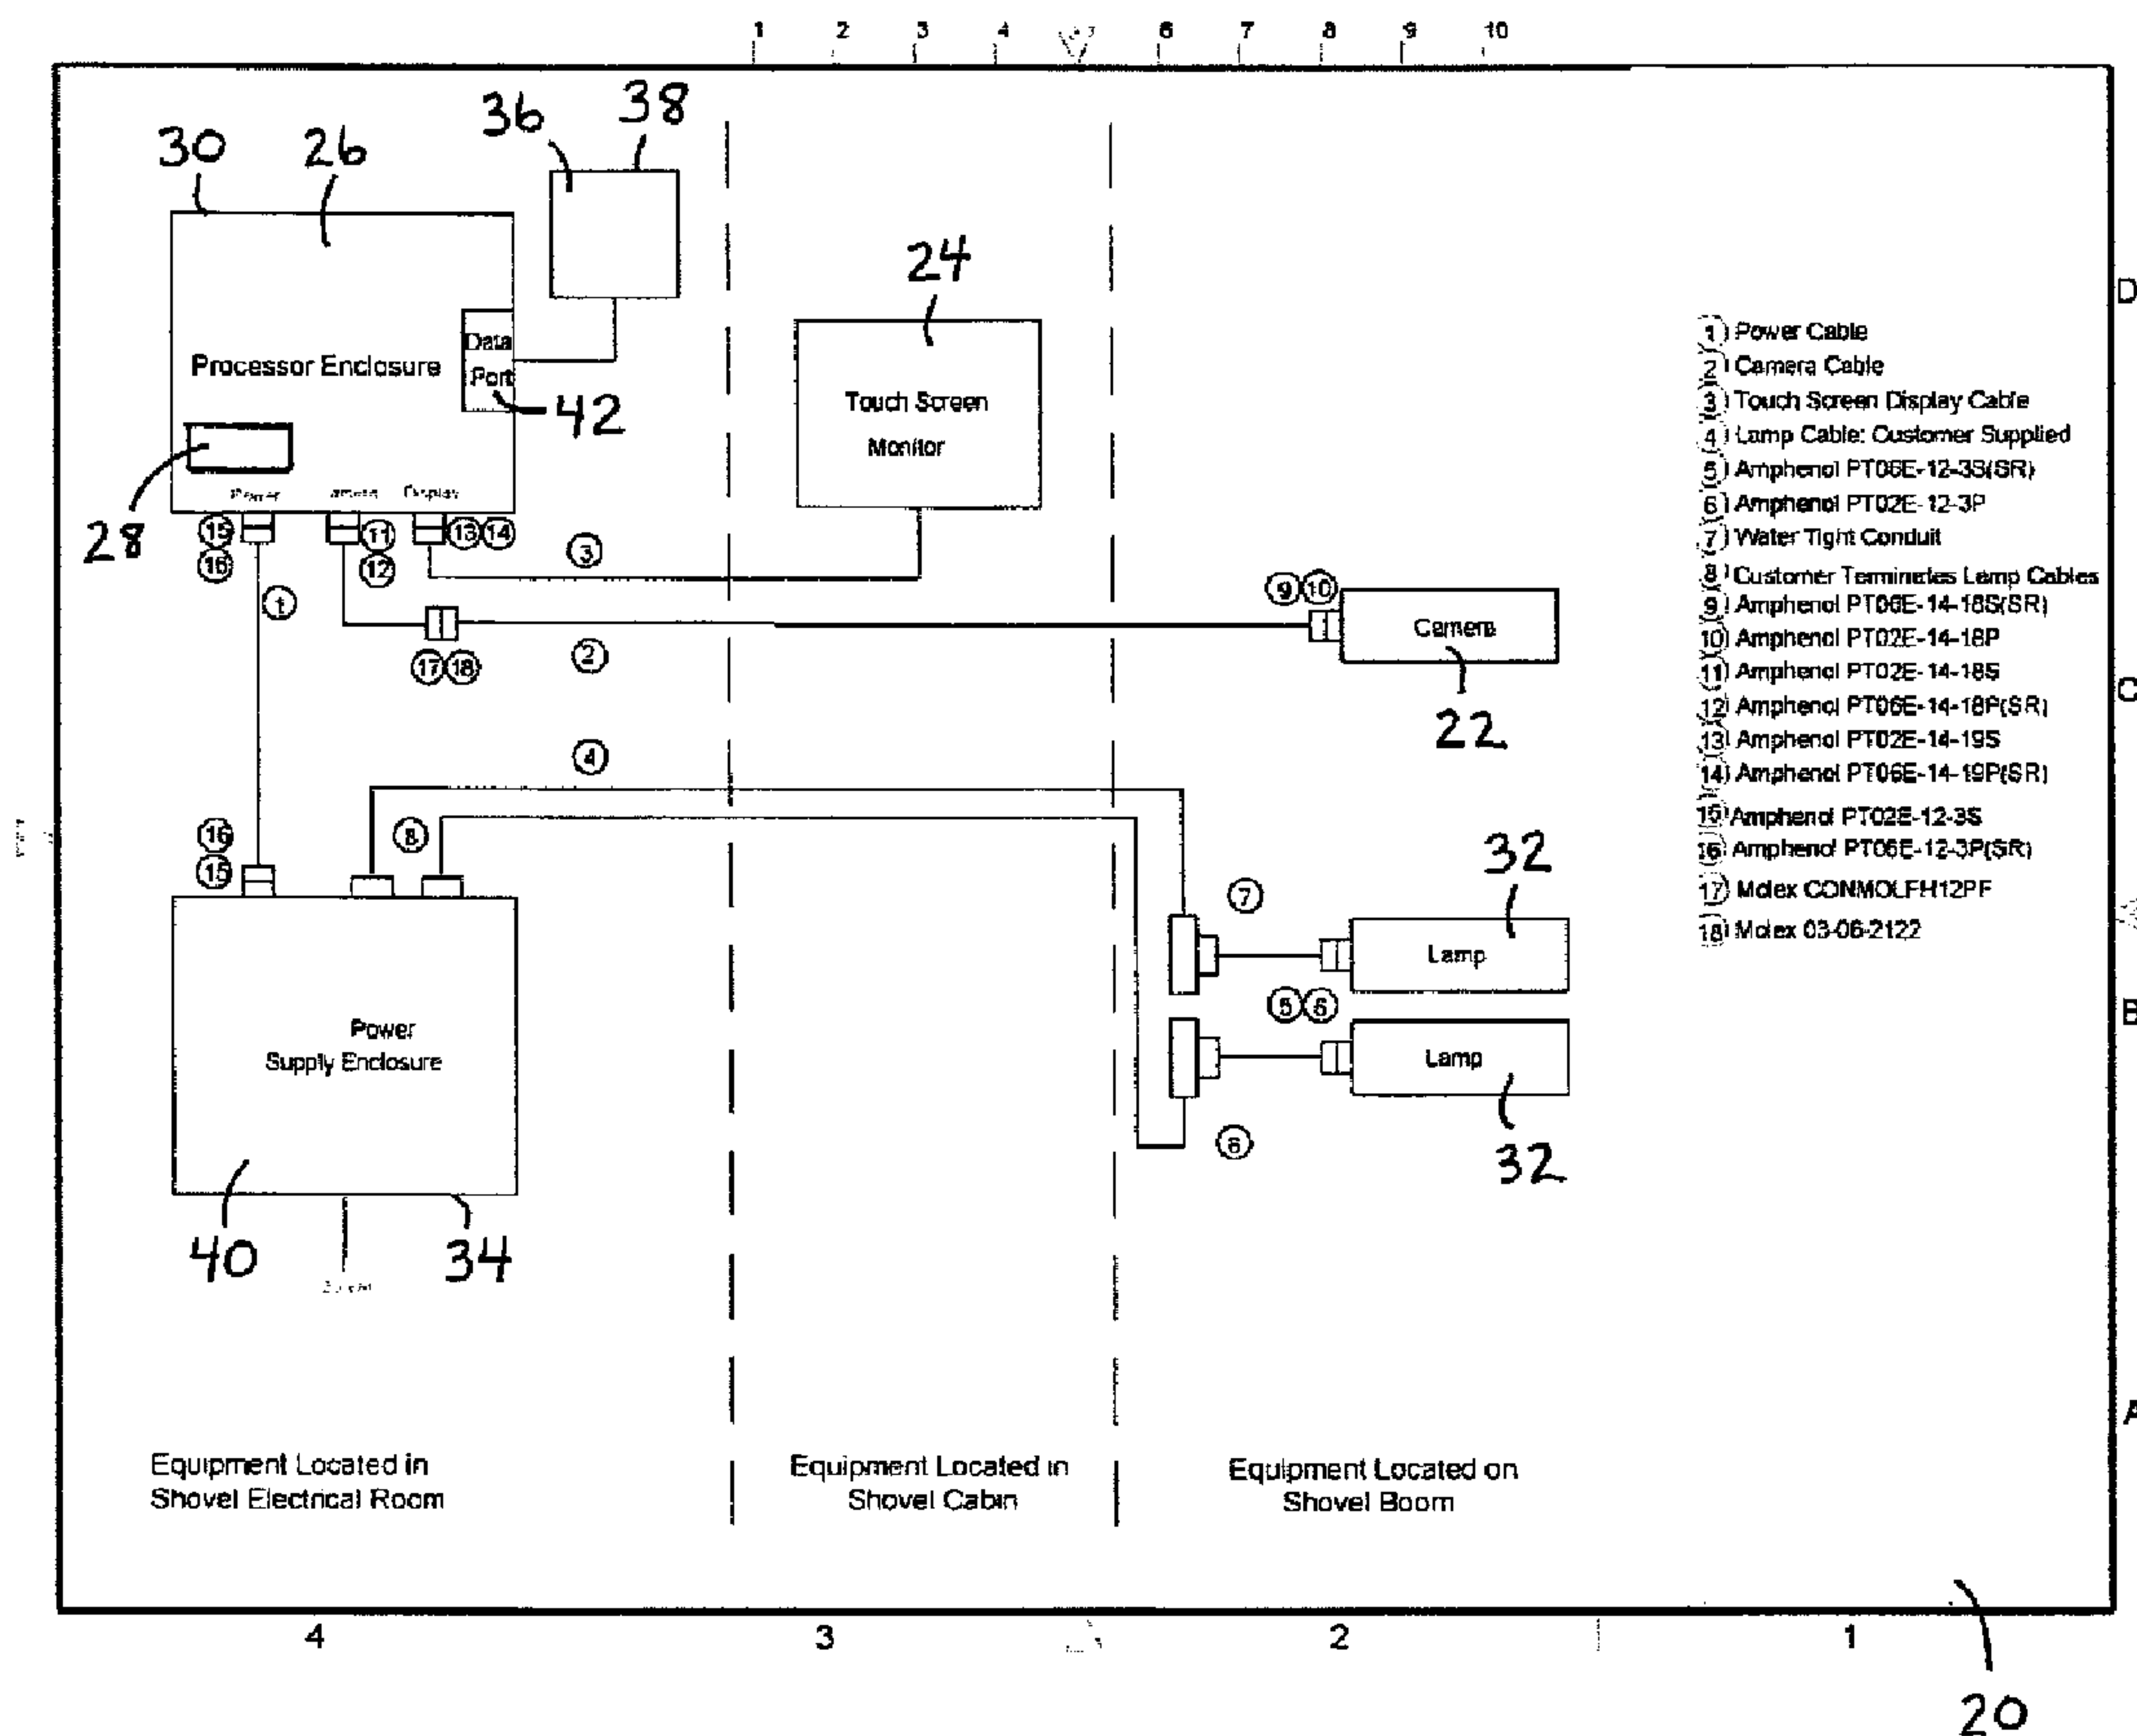 1 2 3 4 6 7 8 9 10
36 38
30 26
24
D
Data
Processor Enclosure
Port
42
Touch Screen
Monitor
28
Power Display
15 11 13 14
16 12
3
1
9 10
Camera
17 18
2
22
C
4
16 8
15
32
7
Lamp
5 6
B
Power
Supply Enclosure
Lamp
8
32
40 34
A
1 Power Cable
2 Camera Cable
3 Touch Screen Display Cable
4 Lamp Cable: Customer Supplied
5 Amphenol PT06E-12-3S(SR)
6 Amphenol PT02E-12-3P
7 Water Tight Conduit
8 Customer Terminates Lamp Cables
9 Amphenol PT06E-14-18S(SR)
10 Amphenol PT02E-14-18P
11 Amphenol PT02E-14-18S
12 Amphenol PT06E-14-18P(SR)
13 Amphenol PT02E-14-19S
14 Amphenol PT06E-14-19P(SR)
15 Amphenol PT02E-12-3S
16 Amphenol PT06E-12-3P(SR)
17 Molex CONMOLFH12PF
18 Molex 03-06-2122
Equipment Located in
Shovel Electrical Room
Equipment Located in
Shovel Cabin
Equipment Located on
Shovel Boom
4 3 2 1
20